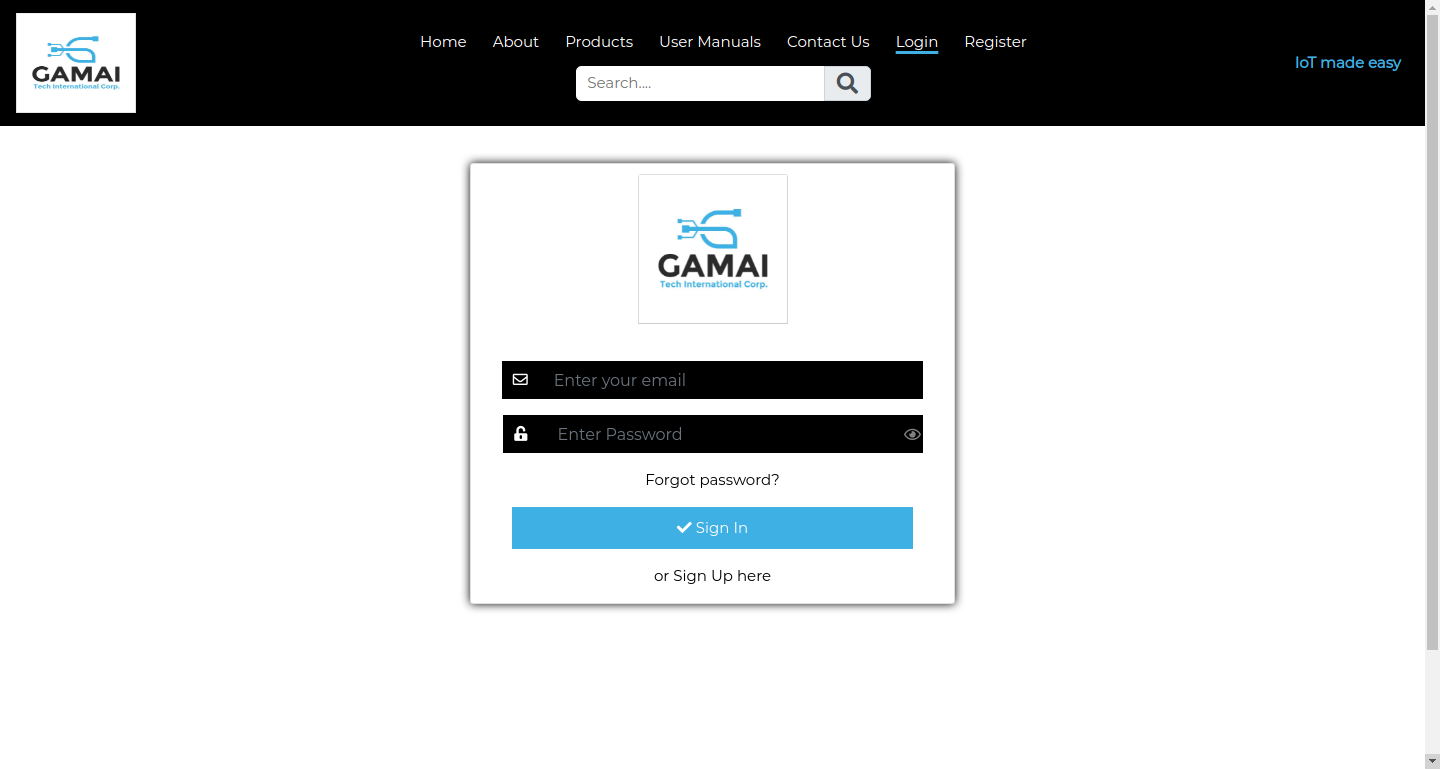 GAMAI
Tech International Corp.
Home About Products User Manuals Contact Us Login Register
Search....
IoT made easy
GAMAI
Tech International Corp.
Enter your email
Enter Password
Forgot password?
Sign In
or Sign Up here